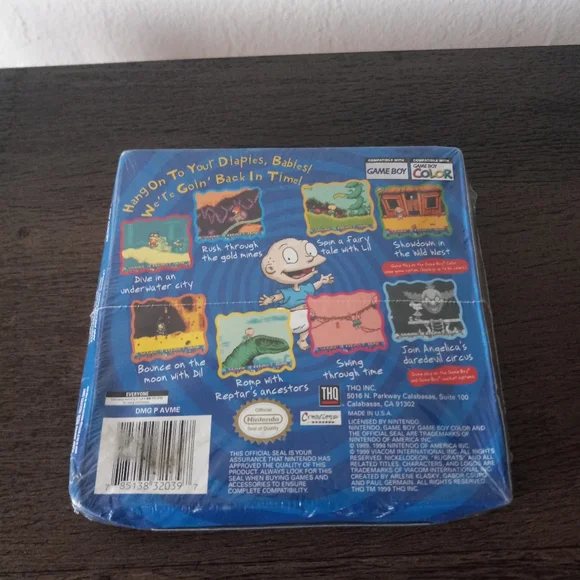 Hang On To Your Diapies, Babies!
We're Goin' Back In Time!
COMPATIBLE WITH
GAME BOY
COMPATIBLE WITH
GAME BOY
COLOR
Dive in an
underwater city
Rush through
the gold mines
Spin a fairy
tale with Lil
Showdown in
the Wild West
Bounce on the
moon with Dil
Romp with
Reptar's ancestors
Swing
through time
Join Angelica's
daredevil circus
EVERYONE
DMG P AVME
7 85138 32039 7
Official
Nintendo
Seal of Quality
THIS OFFICIAL SEAL IS YOUR
ASSURANCE THAT NINTENDO HAS
APPROVED THE QUALITY OF THIS
PRODUCT. ALWAYS LOOK FOR THIS
SEAL WHEN BUYING GAMES AND
ACCESSORIES TO ENSURE
COMPLETE COMPATIBILITY.
THQ
THQ INC.
5016 N. Parkway Calabasas, Suite 100
Calabasas, CA 91302
MADE IN U.S.A.
LICENSED BY NINTENDO.
NINTENDO, GAME BOY, GAME BOY COLOR AND
THE OFFICIAL SEAL ARE TRADEMARKS OF
NINTENDO OF AMERICA INC.
© 1989, 1998 NINTENDO OF AMERICA INC.
© 1999 VIACOM INTERNATIONAL INC. ALL RIGHTS
RESERVED. NICKELODEON, "RUGRATS" AND ALL
RELATED TITLES, CHARACTERS, AND LOGOS ARE
TRADEMARKS OF VIACOM INTERNATIONAL INC.
CREATED BY ARLENE KLASKY, GABOR CSUPO
AND PAUL GERMAIN. ALL RIGHTS RESERVED.
THQ TM 1999 THQ INC.